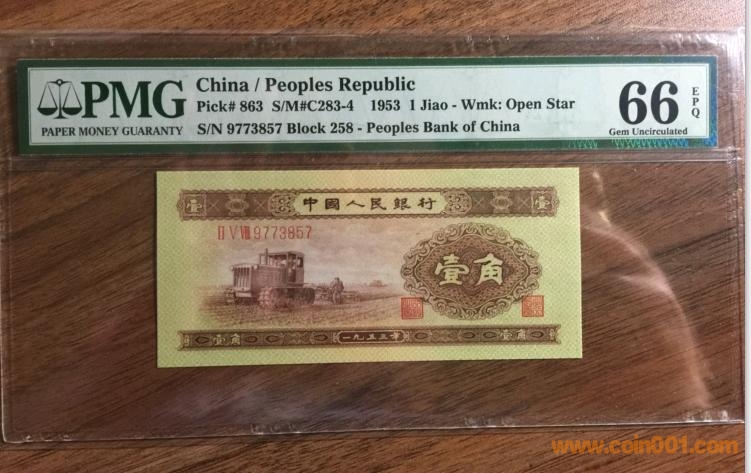 PMG
PAPER MONEY GUARANTY
China / Peoples Republic
Pick# 863 S/M#C283-4 1953 1 Jiao - Wmk: Open Star
S/N 9773857 Block 258 - Peoples Bank of China
66
EPQ
Gem Uncirculated
壹 中國人民銀行 壹
II V VIII 9773857
壹角
壹角 一九五三年 壹角
www.coin001.com